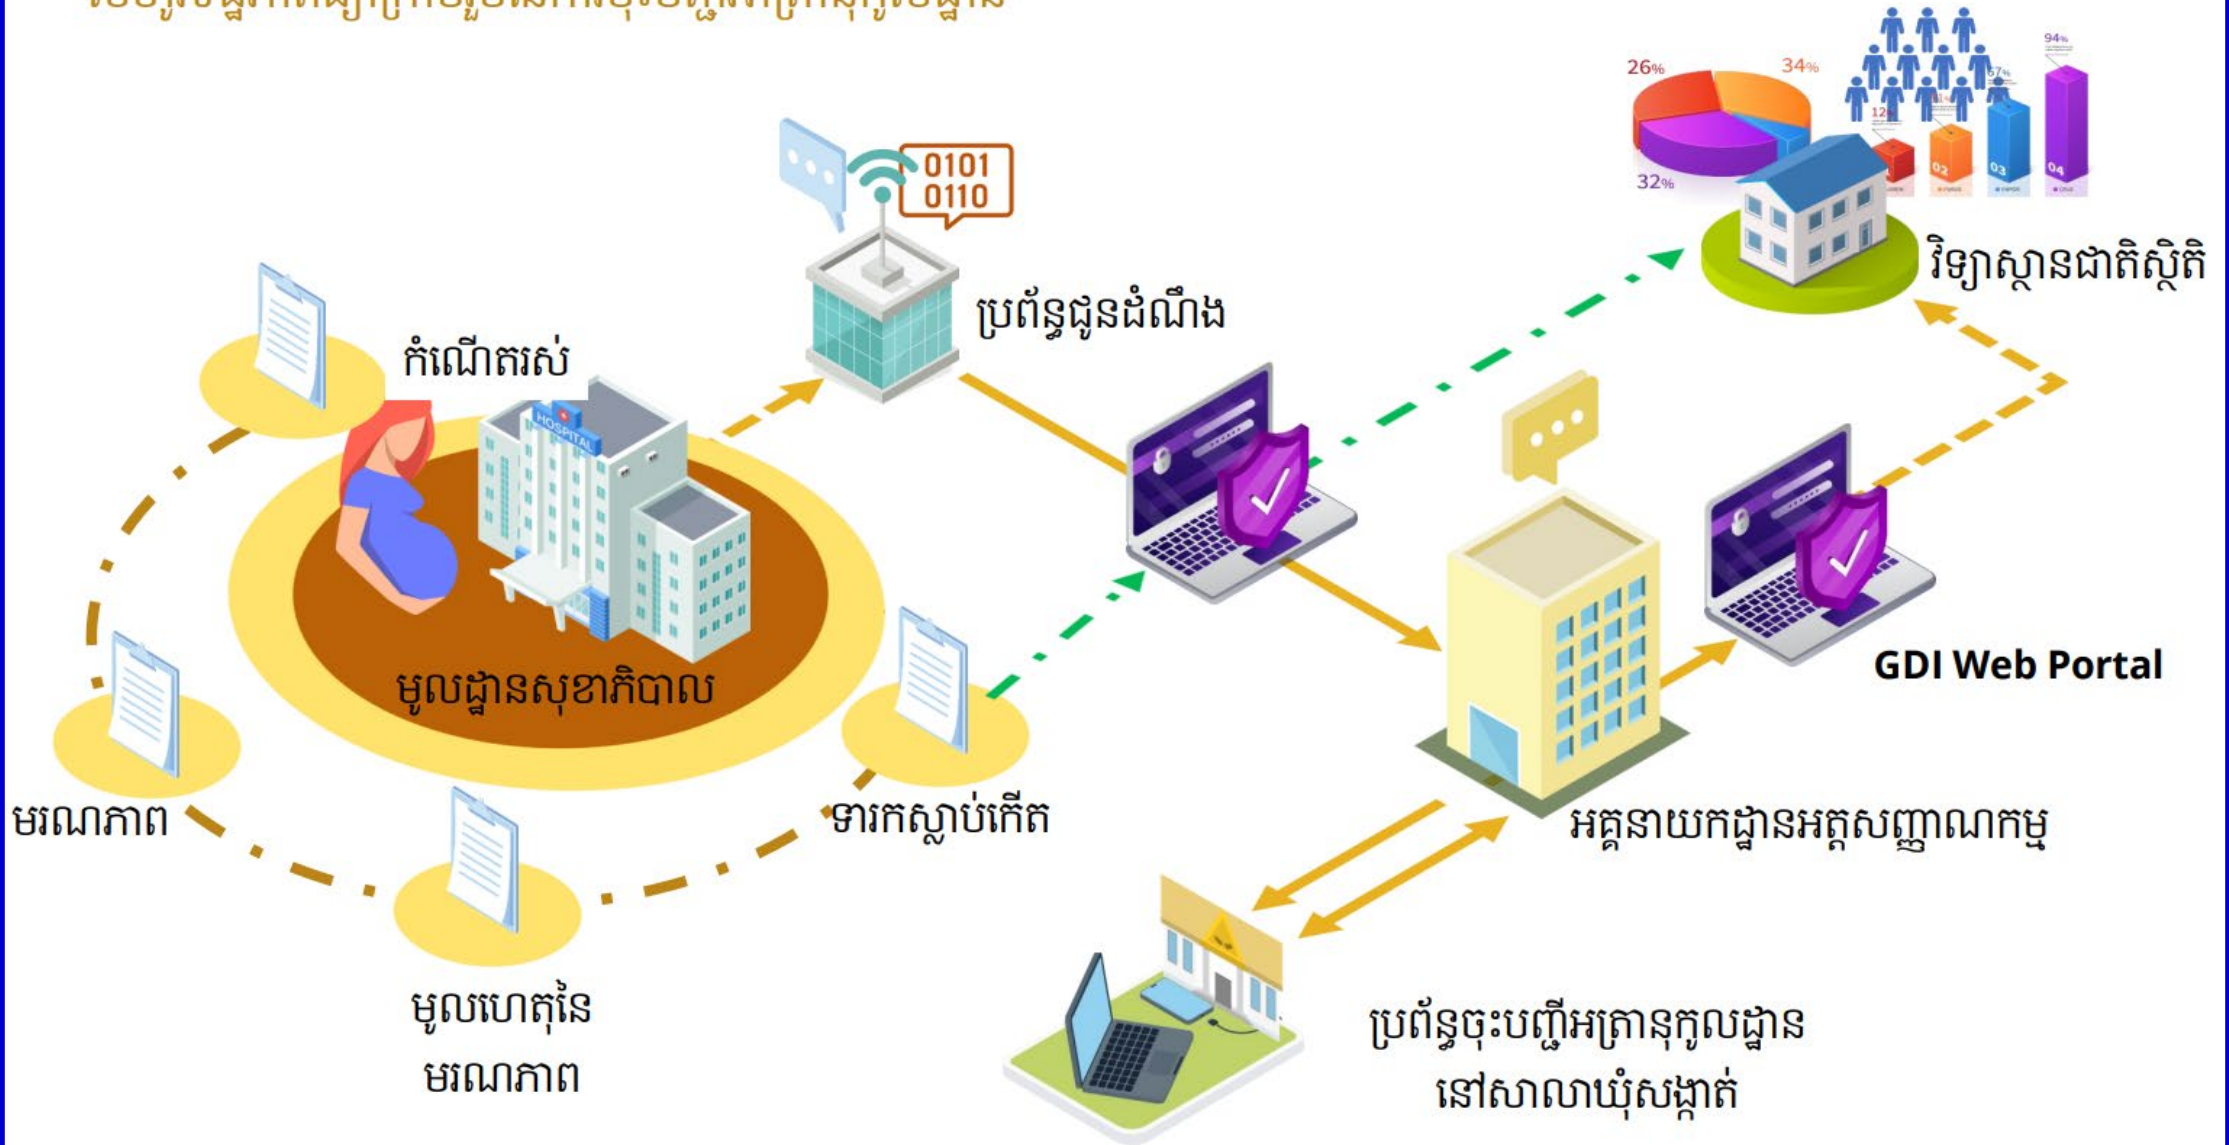 26%
34%
32%
12%
67%
94%
02
03
04
0101
0110
វិទ្យាស្ថានជាតិស្ថិតិ
ប្រព័ន្ធជូនដំណឹង
កំណើតរស់
HOSPITAL
មូលដ្ឋានសុខាភិបាល
GDI Web Portal
មរណភាព
ទារកស្លាប់កើត
អគ្គនាយកដ្ឋានអត្តសញ្ញាណកម្ម
មូលហេតុនៃ
មរណភាព
ប្រព័ន្ធចុះបញ្ជីអត្រានុកូលដ្ឋាន
នៅសាលាឃុំសង្កាត់